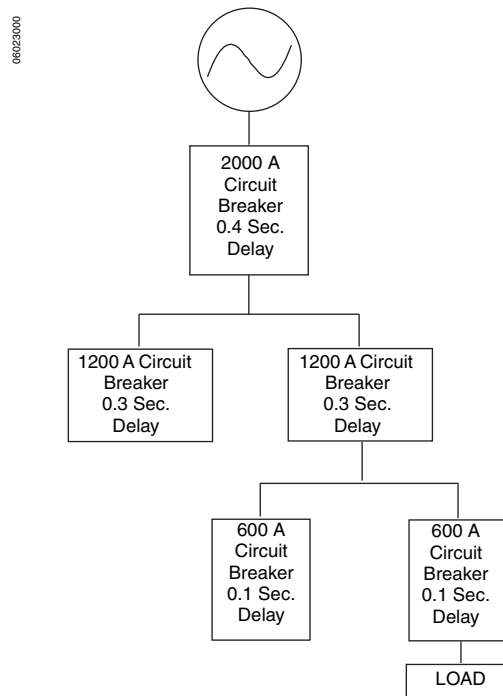 06023000
2000 A
Circuit
Breaker
0.4 Sec.
Delay
1200 A Circuit
Breaker
0.3 Sec.
Delay
1200 A Circuit
Breaker
0.3 Sec.
Delay
600 A
Circuit
Breaker
0.1 Sec.
Delay
600 A
Circuit
Breaker
0.1 Sec.
Delay
LOAD